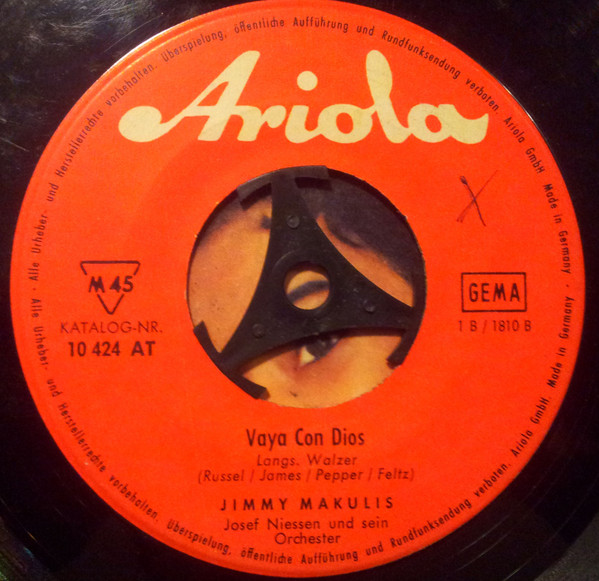 Alle Urheber- und Herstellerrechte vorbehalten. Überspielung, öffentliche Aufführung und Rundfunksendung verboten. Ariola GmbH. Made in Germany
Ariola
M 45
KATALOG-NR.
10 424 AT
GEMA
1 B / 1810 B
Vaya Con Dios
Langs. Walzer
(Russel / James / Pepper / Feltz)
JIMMY MAKULIS
Josef Niessen und sein
Orchester
Alle Urheber- und Herstellerrechte vorbehalten. Überspielung, öffentliche Aufführung und Rundfunksendung verboten. Ariola GmbH. Made in Germany